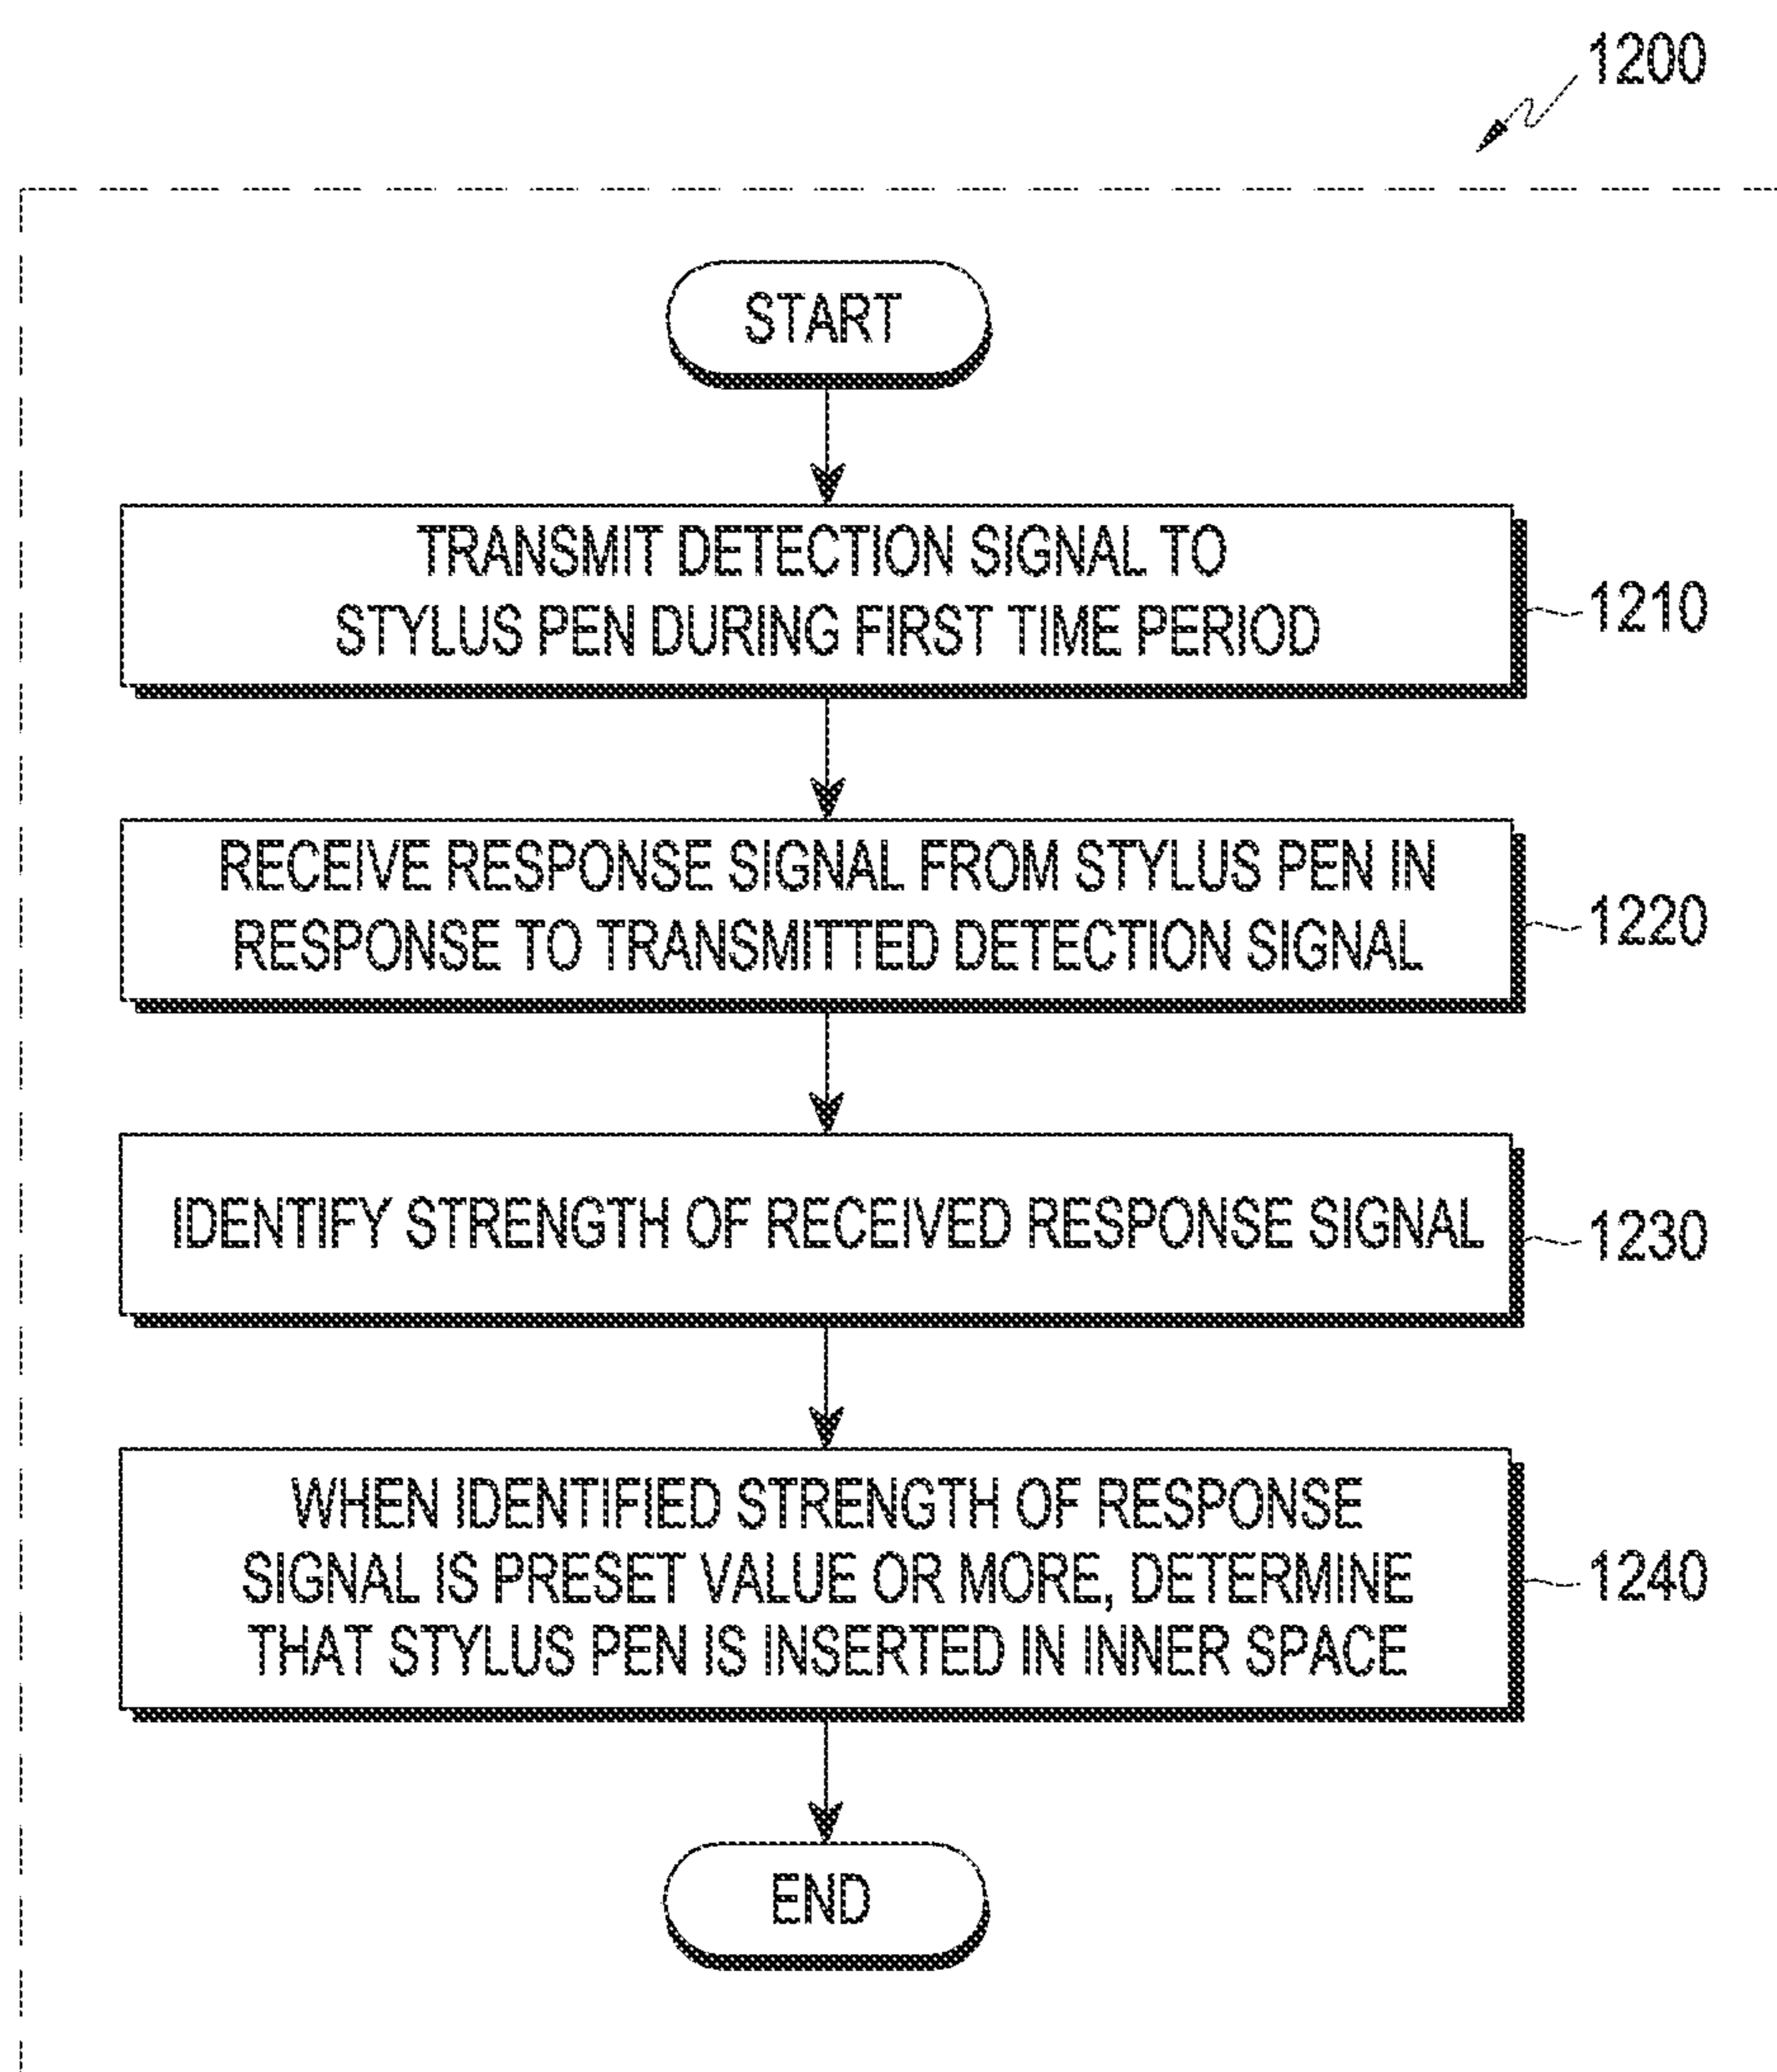 1200
START
TRANSMIT DETECTION SIGNAL TO
STYLUS PEN DURING FIRST TIME PERIOD
1210
RECEIVE RESPONSE SIGNAL FROM STYLUS PEN IN
RESPONSE TO TRANSMITTED DETECTION SIGNAL
1220
IDENTIFY STRENGTH OF RECEIVED RESPONSE SIGNAL
1230
WHEN IDENTIFIED STRENGTH OF RESPONSE
SIGNAL IS PRESET VALUE OR MORE, DETERMINE
THAT STYLUS PEN IS INSERTED IN INNER SPACE
1240
END